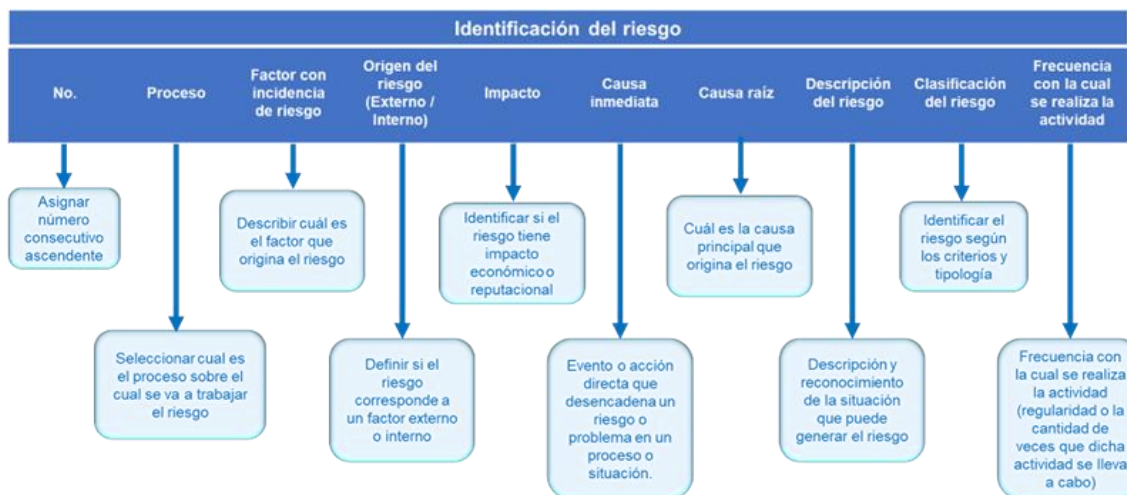 Identificación del riesgo
No.
Proceso
Factor con
incidencia
de riesgo
Origen del
riesgo
(Externo /
Interno)
Impacto
Causa
inmediata
Causa raíz
Descripción
del riesgo
Clasificación
del riesgo
Frecuencia
con la cual
se realiza la
actividad
Asignar
número
consecutivo
ascendente
Describir cuál es
el factor que
origina el riesgo
Identificar si el
riesgo tiene
impacto
económico o
reputacional
Cuál es la causa
principal que
origina el riesgo
Identificar el
riesgo según
los criterios y
tipología
Seleccionar cual es
el proceso sobre el
cual se va a trabajar
el riesgo
Definir si el
riesgo
corresponde a
un factor externo
o interno
Evento o acción
directa que
desencadena un
riesgo o
problema en un
proceso o
situación.
Descripción y
reconocimiento
de la situación
que puede
generar el riesgo
Frecuencia con
la cual se realiza
la actividad
(regularidad o la
cantidad de
veces que dicha
actividad se lleva
a cabo)